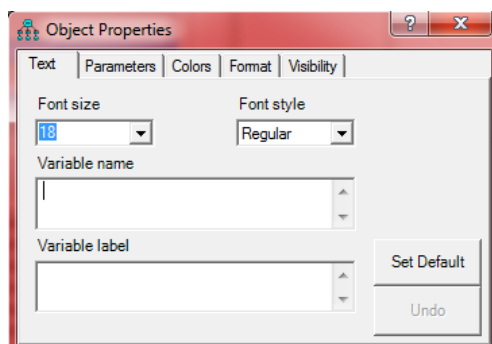 Object Properties
?
X
Text Parameters Colors Format Visibility
Font size Font style
18 Regular
Variable name
Variable label
Set Default
Undo